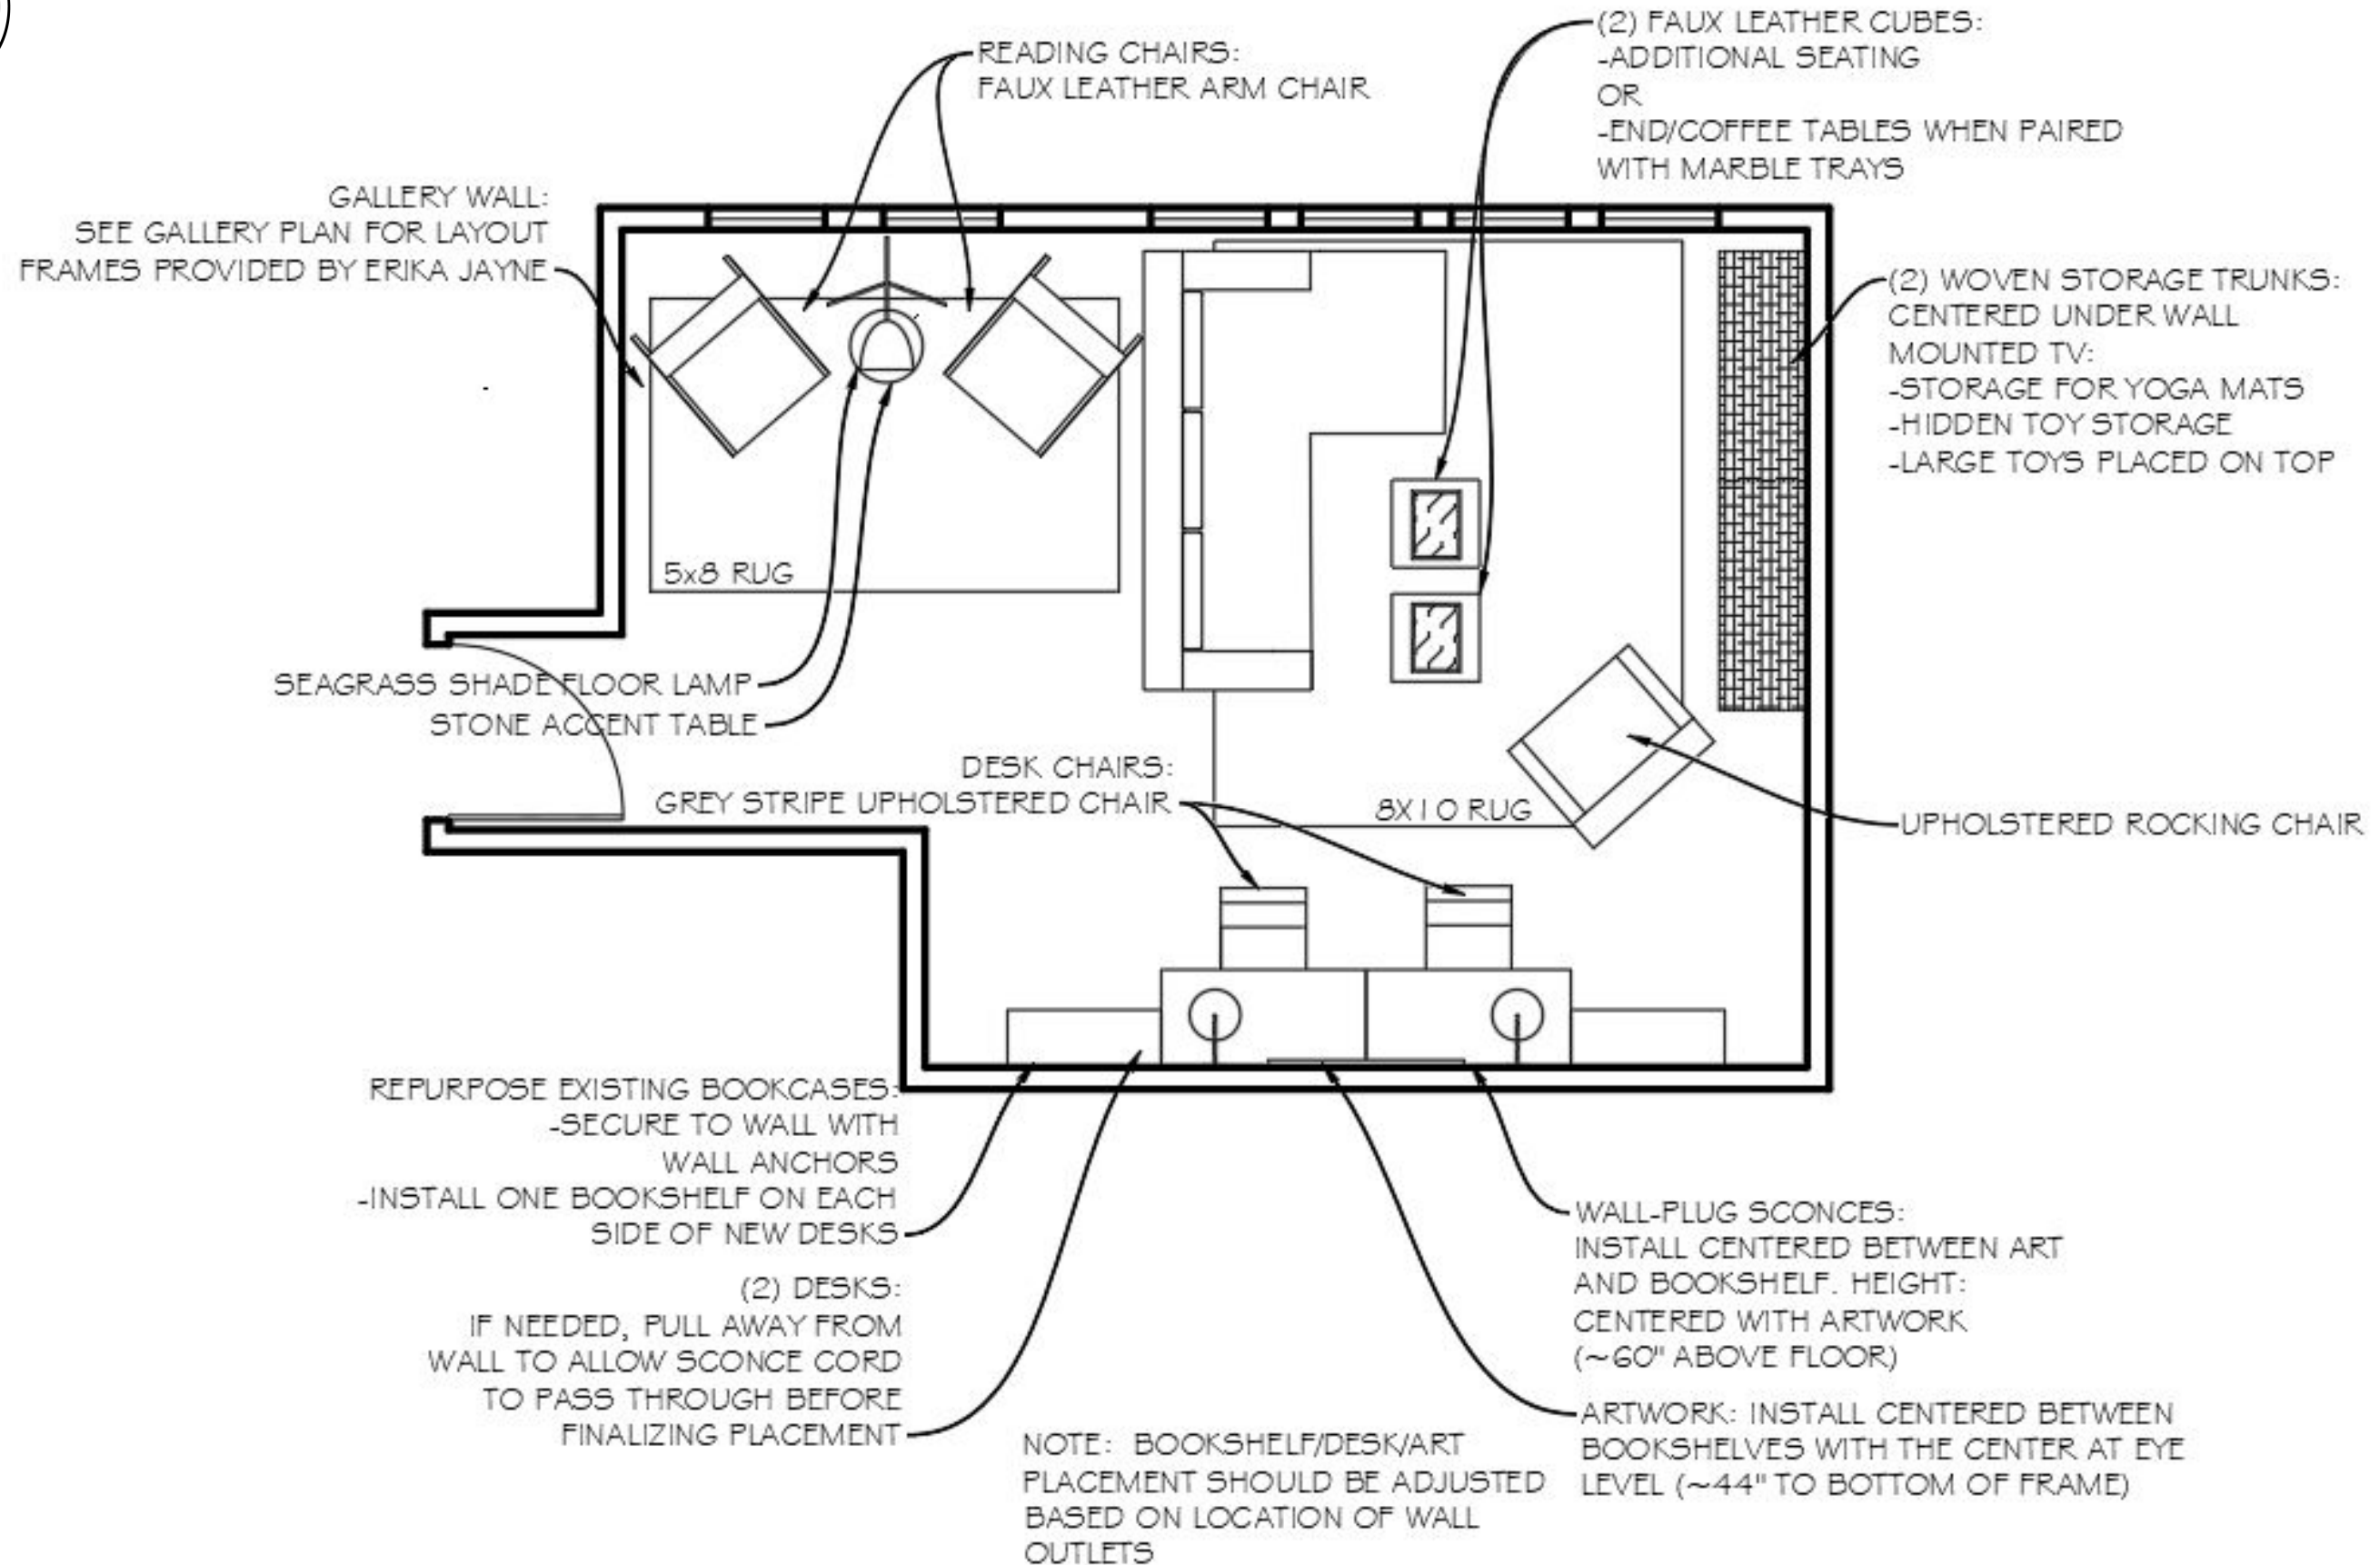 READING CHAIRS:
FAUX LEATHER ARM CHAIR
(2) FAUX LEATHER CUBES:
-ADDITIONAL SEATING
OR
-END/COFFEE TABLES WHEN PAIRED
WITH MARBLE TRAYS
GALLERY WALL:
SEE GALLERY PLAN FOR LAYOUT
FRAMES PROVIDED BY ERIKA JAYNE
(2) WOVEN STORAGE TRUNKS:
CENTERED UNDER WALL
MOUNTED TV:
-STORAGE FOR YOGA MATS
-HIDDEN TOY STORAGE
-LARGE TOYS PLACED ON TOP
5x8 RUG
SEAGRASS SHADE FLOOR LAMP
STONE ACCENT TABLE
DESK CHAIRS:
GREY STRIPE UPHOLSTERED CHAIR
8X10 RUG
UPHOLSTERED ROCKING CHAIR
REPURPOSE EXISTING BOOKCASES:
-SECURE TO WALL WITH
WALL ANCHORS
-INSTALL ONE BOOKSHELF ON EACH
SIDE OF NEW DESKS
(2) DESKS:
IF NEEDED, PULL AWAY FROM
WALL TO ALLOW SCONCE CORD
TO PASS THROUGH BEFORE
FINALIZING PLACEMENT
WALL-PLUG SCONCES:
INSTALL CENTERED BETWEEN ART
AND BOOKSHELF. HEIGHT:
CENTERED WITH ARTWORK
(~60" ABOVE FLOOR)
ARTWORK: INSTALL CENTERED BETWEEN
BOOKSHELVES WITH THE CENTER AT EYE
LEVEL (~44" TO BOTTOM OF FRAME)
NOTE: BOOKSHELF/DESK/ART
PLACEMENT SHOULD BE ADJUSTED
BASED ON LOCATION OF WALL
OUTLETS